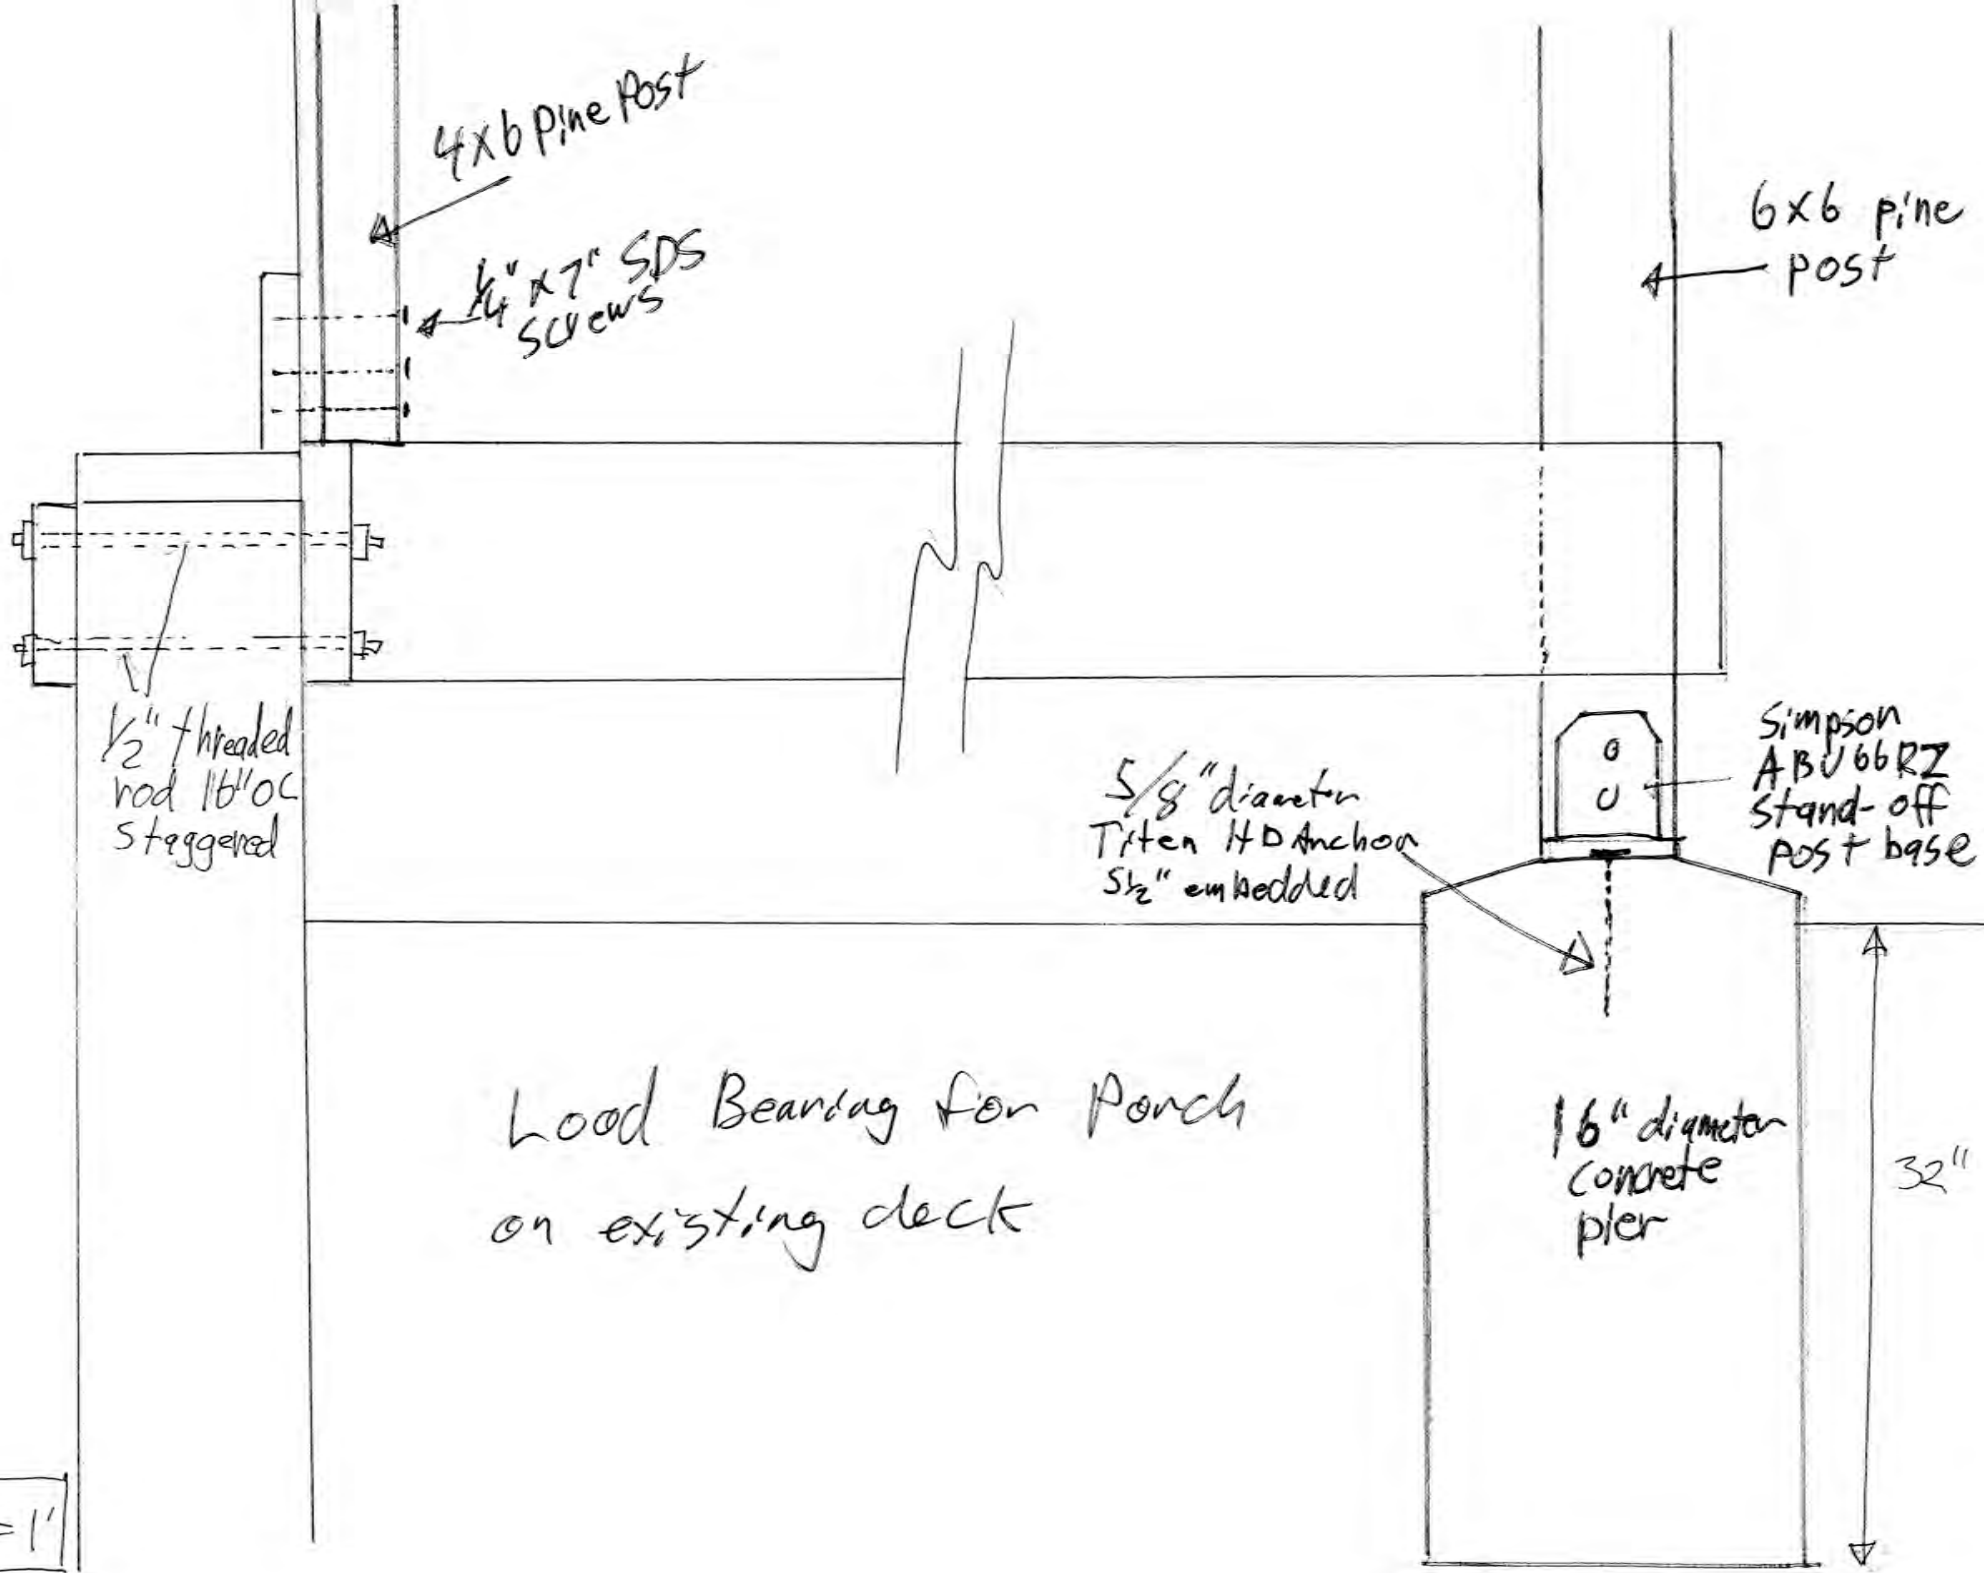 4x6 pine Post
1/4" x 7" SDS
screws
6x6 pine
post
1/2" threaded
rod 16" OC
staggered
5/8" diameter
Titen HD Anchor
5½" embedded
Simpson
ABU66RZ
Stand-off
post base
Load Bearing for Porch
on existing deck
16" diameter
concrete
pier
32"
= 1'